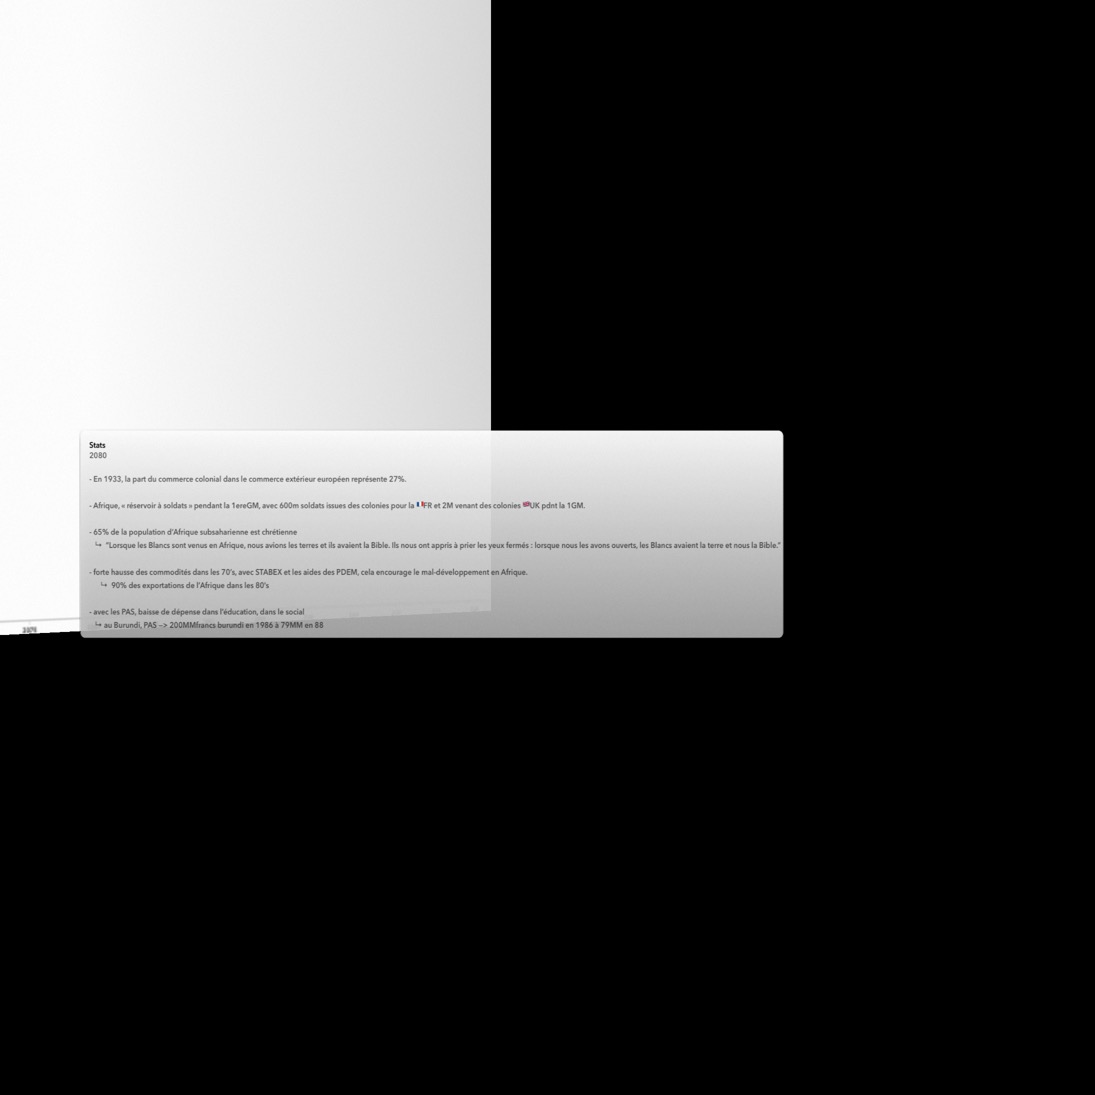 Stats
2080
- En 1933, la part du commerce colonial dans le commerce extérieur européen représente 27%.
- Afrique, « réservoir à soldats » pendant la 1ereGM, avec 600m soldats issues des colonies pour la 🇫🇷FR et 2M venant des colonies 🇬🇧UK pdnt la 1GM.
- 65% de la population d'Afrique subsaharienne est chrétienne
↪ "Lorsque les Blancs sont venus en Afrique, nous avions les terres et ils avaient la Bible. Ils nous ont appris à prier les yeux fermés : lorsque nous les avons ouverts, les Blancs avaient la terre et nous la Bible."
- forte hausse des commodités dans les 70's, avec STABEX et les aides des PDEM, cela encourage le mal-développement en Afrique.
↪ 90% des exportations de l'Afrique dans les 80's
- avec les PAS, baisse de dépense dans l'éducation, dans le social
↪ au Burundi, PAS --> 200MMfrancs burundi en 1986 à 79MM en 88